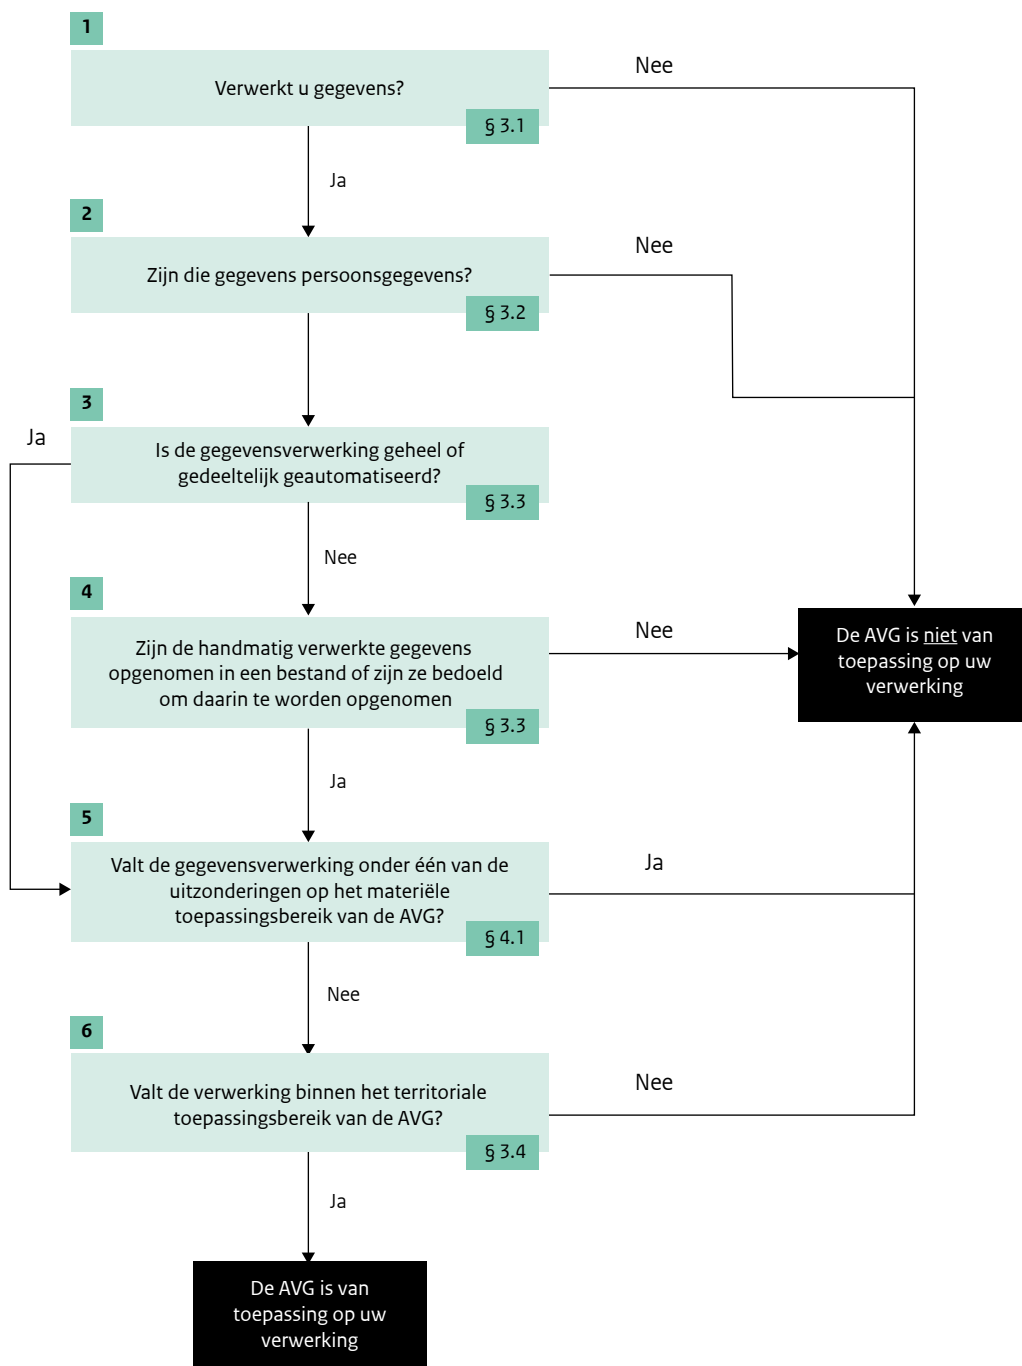 1
Verwerkt u gegevens?
Nee
§ 3.1
Ja
2
Zijn die gegevens persoonsgegevens?
Nee
§ 3.2
3
Ja
Is de gegevensverwerking geheel of
gedeeltelijk geautomatiseerd?
§ 3.3
Nee
4
Zijn de handmatig verwerkte gegevens
opgenomen in een bestand of zijn ze bedoeld
om daarin te worden opgenomen
Nee
§ 3.3
De AVG is niet van
toepassing op uw
verwerking
Ja
5
Valt de gegevensverwerking onder één van de
uitzonderingen op het materiële
toepassingsbereik van de AVG?
Ja
§ 4.1
Nee
6
Valt de verwerking binnen het territoriale
toepassingsbereik van de AVG?
Nee
§ 3.4
Ja
De AVG is van
toepassing op uw
verwerking